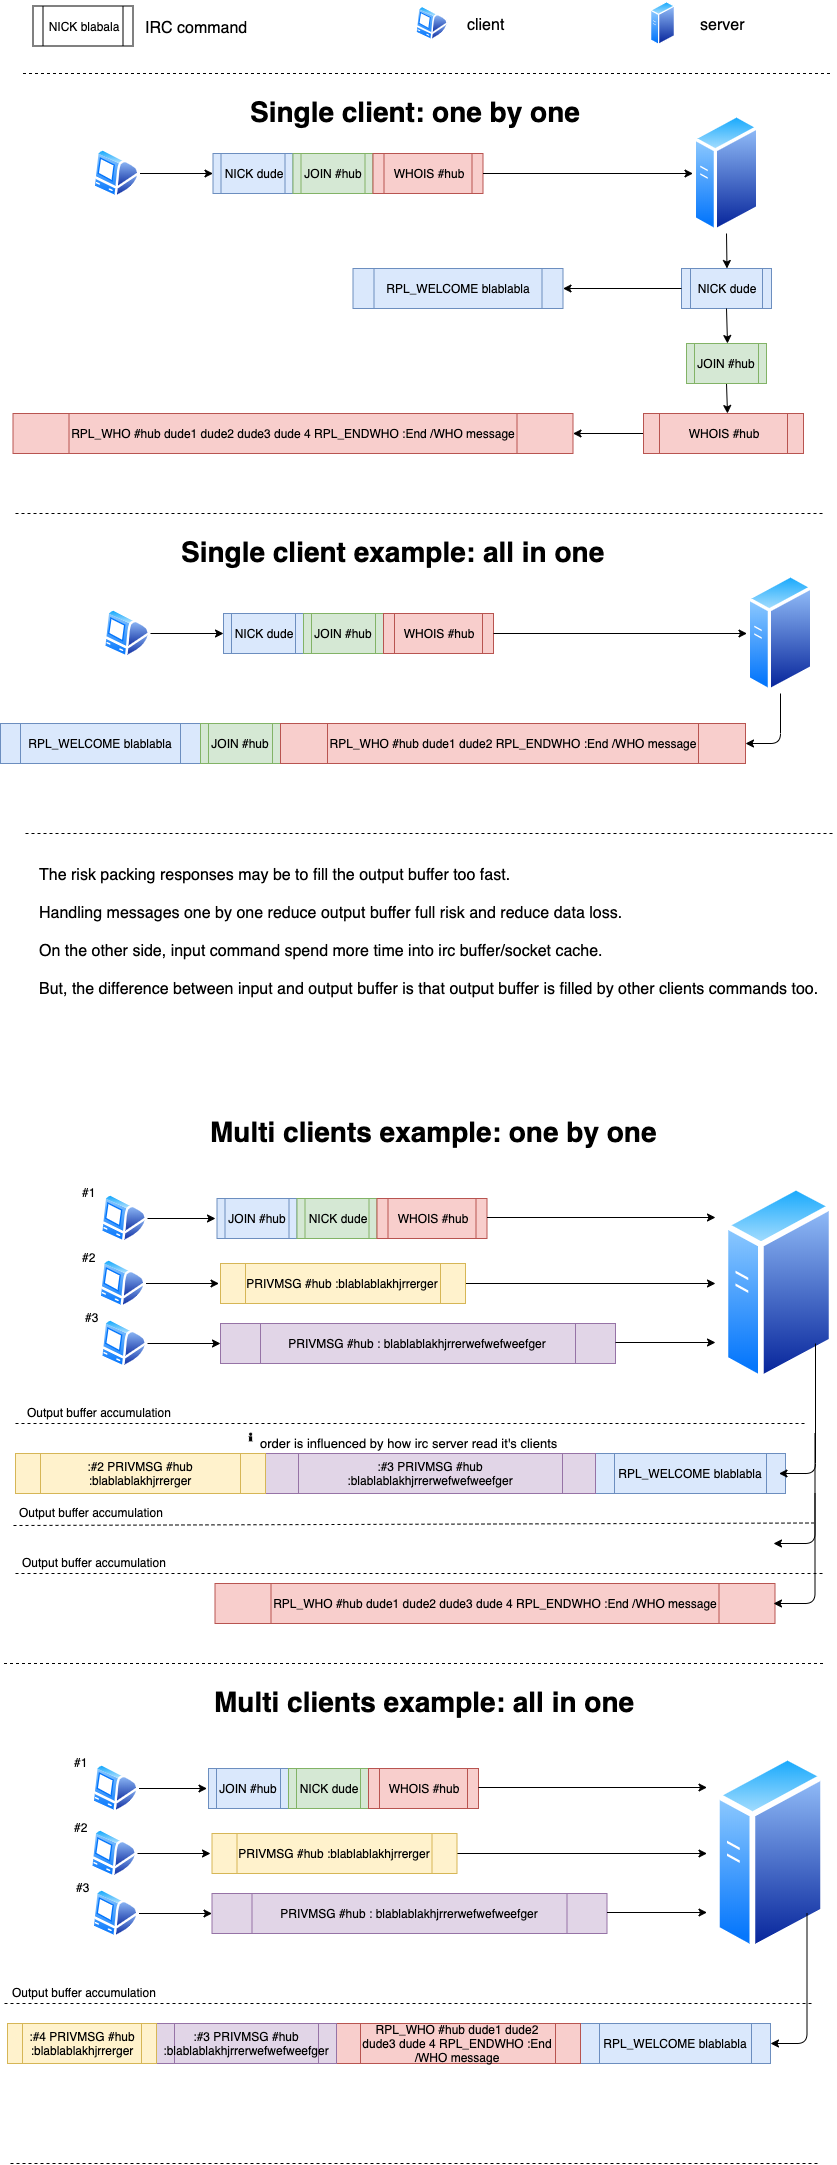 NICK blabala
IRC command
client
server
Single client: one by one
NICK dude
JOIN #hub
WHOIS #hub
RPL_WELCOME blablabla
NICK dude
JOIN #hub
RPL_WHO #hub dude1 dude2 dude3 dude 4 RPL_ENDWHO :End /WHO message
WHOIS #hub
Single client example: all in one
NICK dude
JOIN #hub
WHOIS #hub
RPL_WELCOME blablabla
JOIN #hub
RPL_WHO #hub dude1 dude2 RPL_ENDWHO :End /WHO message
The risk packing responses may be to fill the output buffer too fast.
Handling messages one by one reduce output buffer full risk and reduce data loss.
On the other side, input command spend more time into irc buffer/socket cache.
But, the difference between input and output buffer is that output buffer is filled by other clients commands too.
Multi clients example: one by one
#1
JOIN #hub
NICK dude
WHOIS #hub
#2
PRIVMSG #hub :blablablakhjrrerger
#3
PRIVMSG #hub : blablablakhjrrerwefwefweefger
Output buffer accumulation
order is influenced by how irc server read it's clients
:#2 PRIVMSG #hub
:blablablakhjrrerger
:#3 PRIVMSG #hub
:blablablakhjrrerwefwefweefger
RPL_WELCOME blablabla
Output buffer accumulation
Output buffer accumulation
RPL_WHO #hub dude1 dude2 dude3 dude 4 RPL_ENDWHO :End /WHO message
Multi clients example: all in one
#1
JOIN #hub
NICK dude
WHOIS #hub
#2
PRIVMSG #hub :blablablakhjrrerger
#3
PRIVMSG #hub : blablablakhjrrerwefwefweefger
Output buffer accumulation
:#4 PRIVMSG #hub
:blablablakhjrrerger
:#3 PRIVMSG #hub
:blablablakhjrrerwefwefweefger
RPL_WHO #hub dude1 dude2
dude3 dude 4 RPL_ENDWHO :End
/WHO message
RPL_WELCOME blablabla